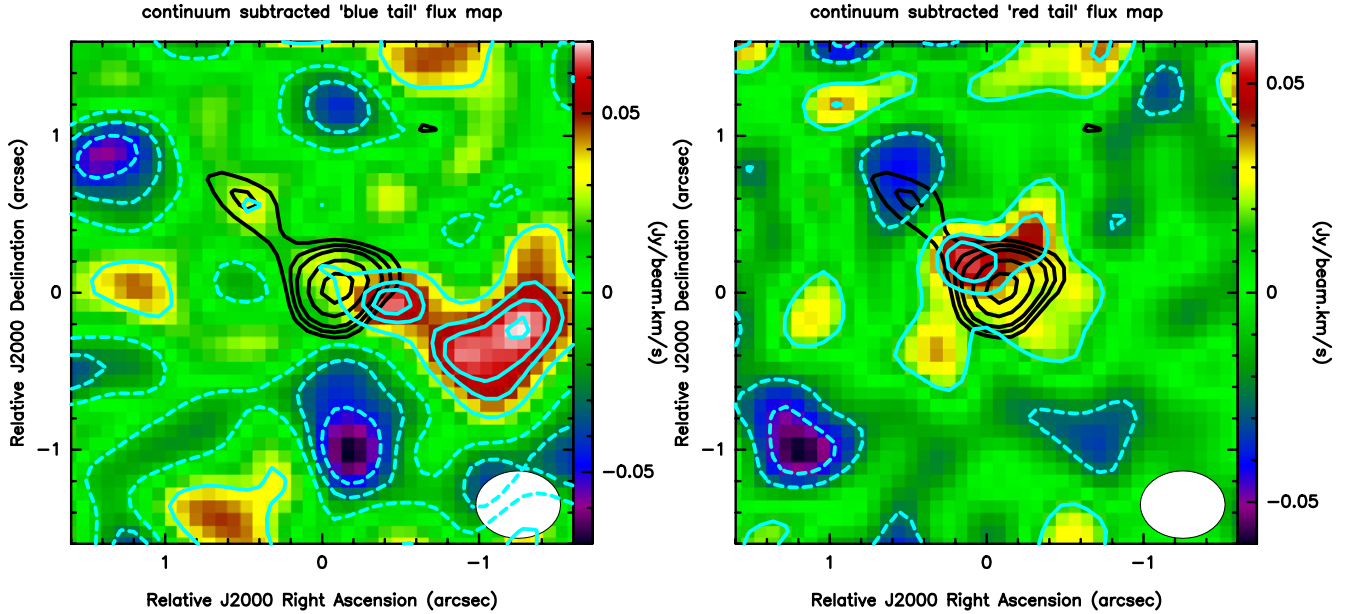 continuum subtracted 'blue tail' flux map
continuum subtracted 'red tail' flux map
Relative J2000 Declination (arcsec)
1
0
−1
1
0
−1
Relative J2000 Right Ascension (arcsec)
0.05
0
−0.05
(Jy/beam.km/s)
Relative J2000 Declination (arcsec)
1
0
−1
1
0
−1
Relative J2000 Right Ascension (arcsec)
0.05
0
−0.05
(Jy/beam.km/s)